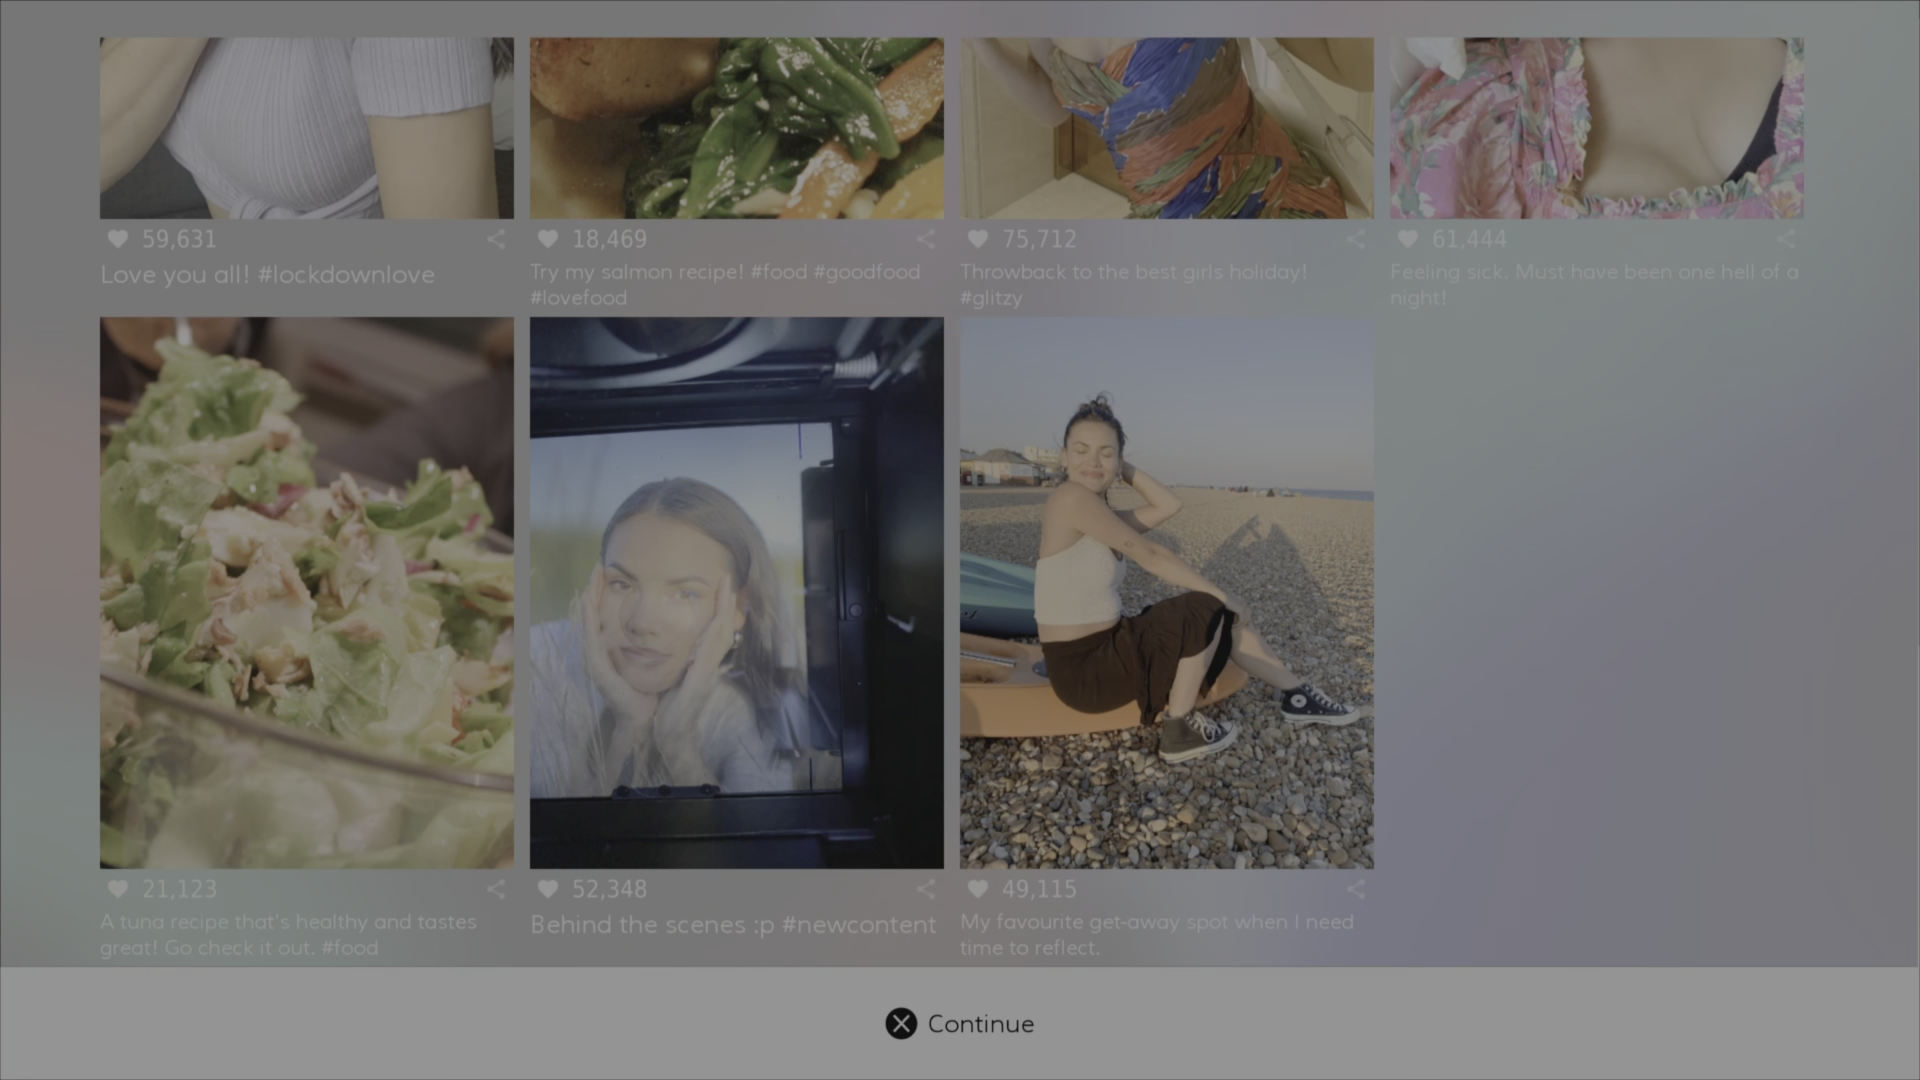 59,631
18,469
75,712
61,444
Love you all! #lockdownlove
Try my salmon recipe! #food #goodfood
#lovefood
Throwback to the best girls holiday!
#glitzy
Feeling sick. Must have been one hell of a
night!
21,123
52,348
49,115
A tuna recipe that's healthy and tastes
great! Go check it out. #food
Behind the scenes :p #newcontent
My favourite get-away spot when I need
time to reflect.
Continue